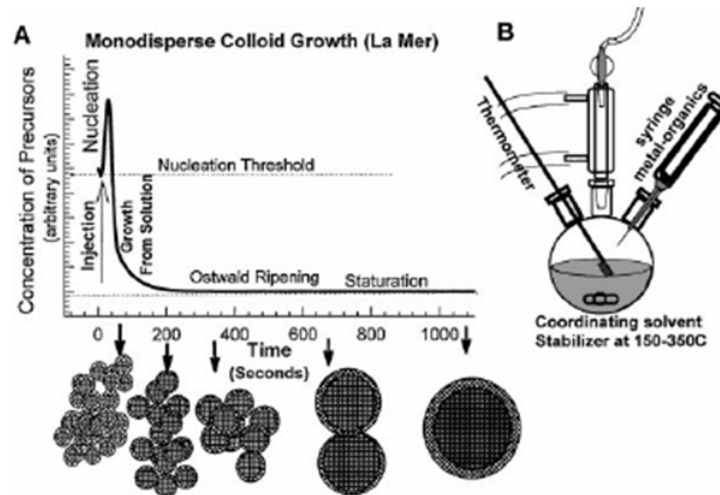 A
Monodisperse Colloid Growth (La Mer)
Concentration of Precursors
(arbitrary units)
Nucleation
Injection
Growth
From Solution
Nucleation Threshold
Ostwald Ripening
Staturation
0 200 400 600 800 1000
Time
(Seconds)
B
Thermometer
syringe
metal-organics
Coordinating solvent
Stabilizer at 150-350C